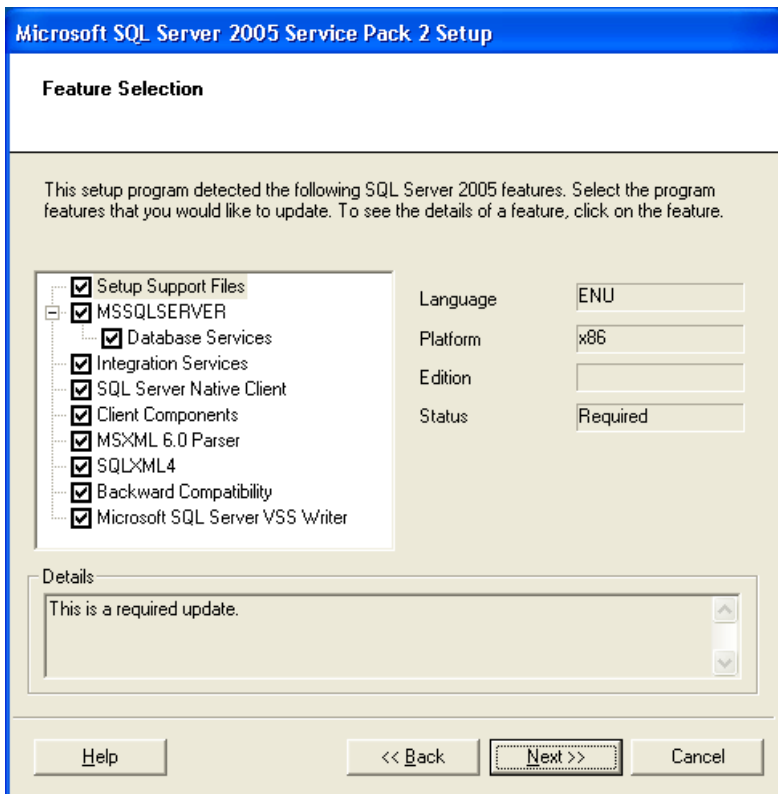 Microsoft SQL Server 2005 Service Pack 2 Setup
Feature Selection
This setup program detected the following SQL Server 2005 features. Select the program
features that you would like to update. To see the details of a feature, click on the feature.
Setup Support Files
MSSQLSERVER
Database Services
Integration Services
SQL Server Native Client
Client Components
MSXML 6.0 Parser
SQLXML4
Backward Compatibility
Microsoft SQL Server VSS Writer
Language ENU
Platform x86
Edition
Status Required
Details
This is a required update.
Help << Back Next >> Cancel